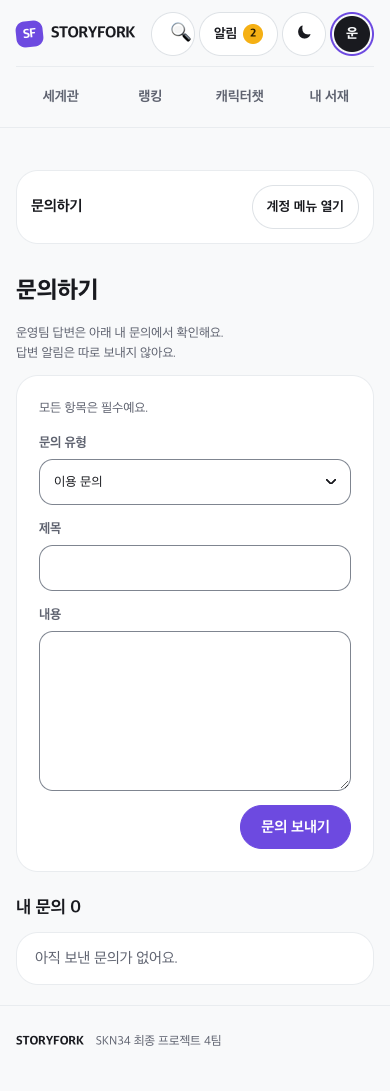 SF STORYFORK 알림 2 운
세계관 랭킹 캐릭터챗 내 서재
문의하기 계정 메뉴 열기
문의하기
운영팀 답변은 아래 내 문의에서 확인해요.
답변 알림은 따로 보내지 않아요.
모든 항목은 필수예요.
문의 유형
이용 문의
제목
내용
문의 보내기
내 문의 0
아직 보낸 문의가 없어요.
STORYFORK SKN34 최종 프로젝트 4팀